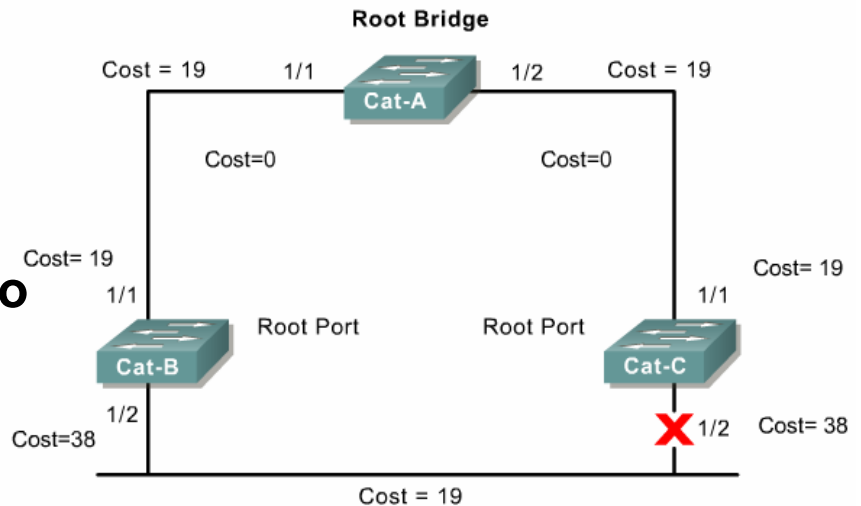 Root Bridge
Cost = 19
1/1
1/2
Cost = 19
Cat-A
Cost=0
Cost=0
Cost= 19
Cost= 19
o
1/1
1/1
Root Port
Root Port
Cat-B
Cat-C
1/2
1/2
Cost=38
Cost= 38
Cost = 19